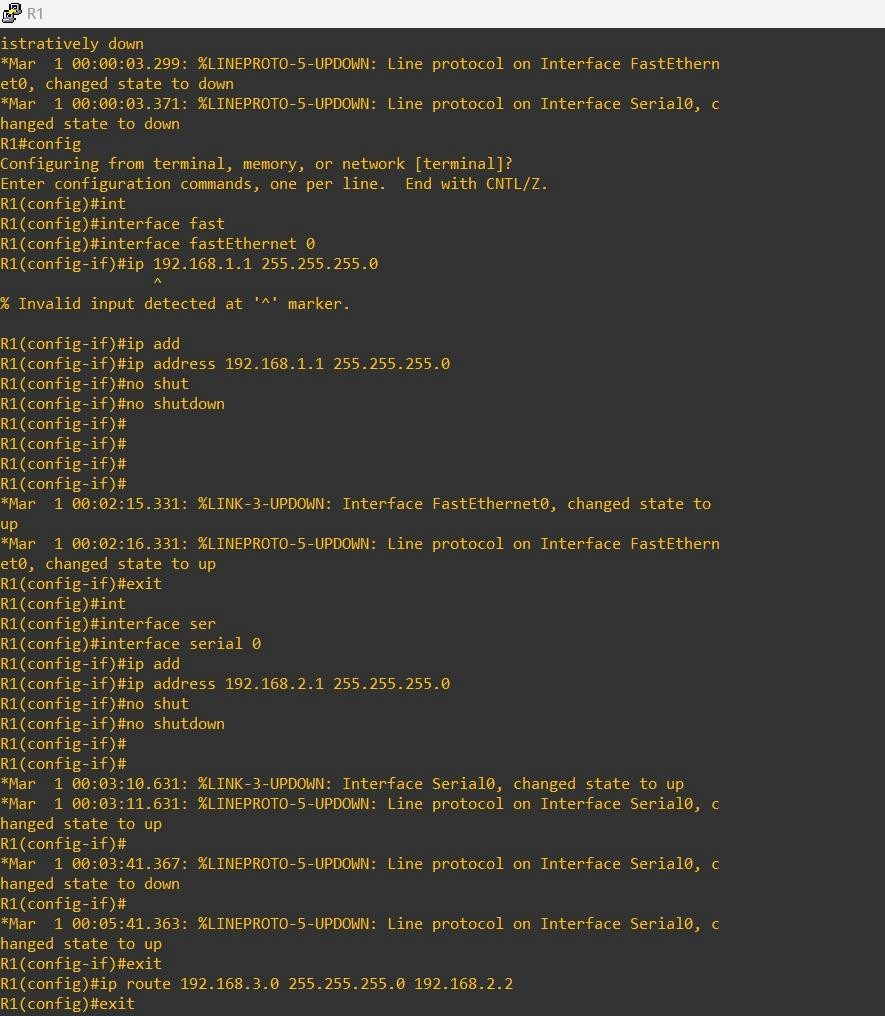 R1
istratively down
*Mar  1 00:00:03.299: %LINEPROTO-5-UPDOWN: Line protocol on Interface FastEthern
et0, changed state to down
*Mar  1 00:00:03.371: %LINEPROTO-5-UPDOWN: Line protocol on Interface Serial0, c
hanged state to down
R1#config
Configuring from terminal, memory, or network [terminal]?
Enter configuration commands, one per line.  End with CNTL/Z.
R1(config)#int
R1(config)#interface fast
R1(config)#interface fastEthernet 0
R1(config-if)#ip 192.168.1.1 255.255.255.0
                 ^
% Invalid input detected at '^' marker.

R1(config-if)#ip add
R1(config-if)#ip address 192.168.1.1 255.255.255.0
R1(config-if)#no shut
R1(config-if)#no shutdown
R1(config-if)#
R1(config-if)#
R1(config-if)#
R1(config-if)#
*Mar  1 00:02:15.331: %LINK-3-UPDOWN: Interface FastEthernet0, changed state to
up
*Mar  1 00:02:16.331: %LINEPROTO-5-UPDOWN: Line protocol on Interface FastEthern
et0, changed state to up
R1(config-if)#exit
R1(config)#int
R1(config)#interface ser
R1(config)#interface serial 0
R1(config-if)#ip add
R1(config-if)#ip address 192.168.2.1 255.255.255.0
R1(config-if)#no shut
R1(config-if)#no shutdown
R1(config-if)#
R1(config-if)#
*Mar  1 00:03:10.631: %LINK-3-UPDOWN: Interface Serial0, changed state to up
*Mar  1 00:03:11.631: %LINEPROTO-5-UPDOWN: Line protocol on Interface Serial0, c
hanged state to up
R1(config-if)#
*Mar  1 00:03:41.367: %LINEPROTO-5-UPDOWN: Line protocol on Interface Serial0, c
hanged state to down
R1(config-if)#
*Mar  1 00:05:41.363: %LINEPROTO-5-UPDOWN: Line protocol on Interface Serial0, c
hanged state to up
R1(config-if)#exit
R1(config)#ip route 192.168.3.0 255.255.255.0 192.168.2.2
R1(config)#exit